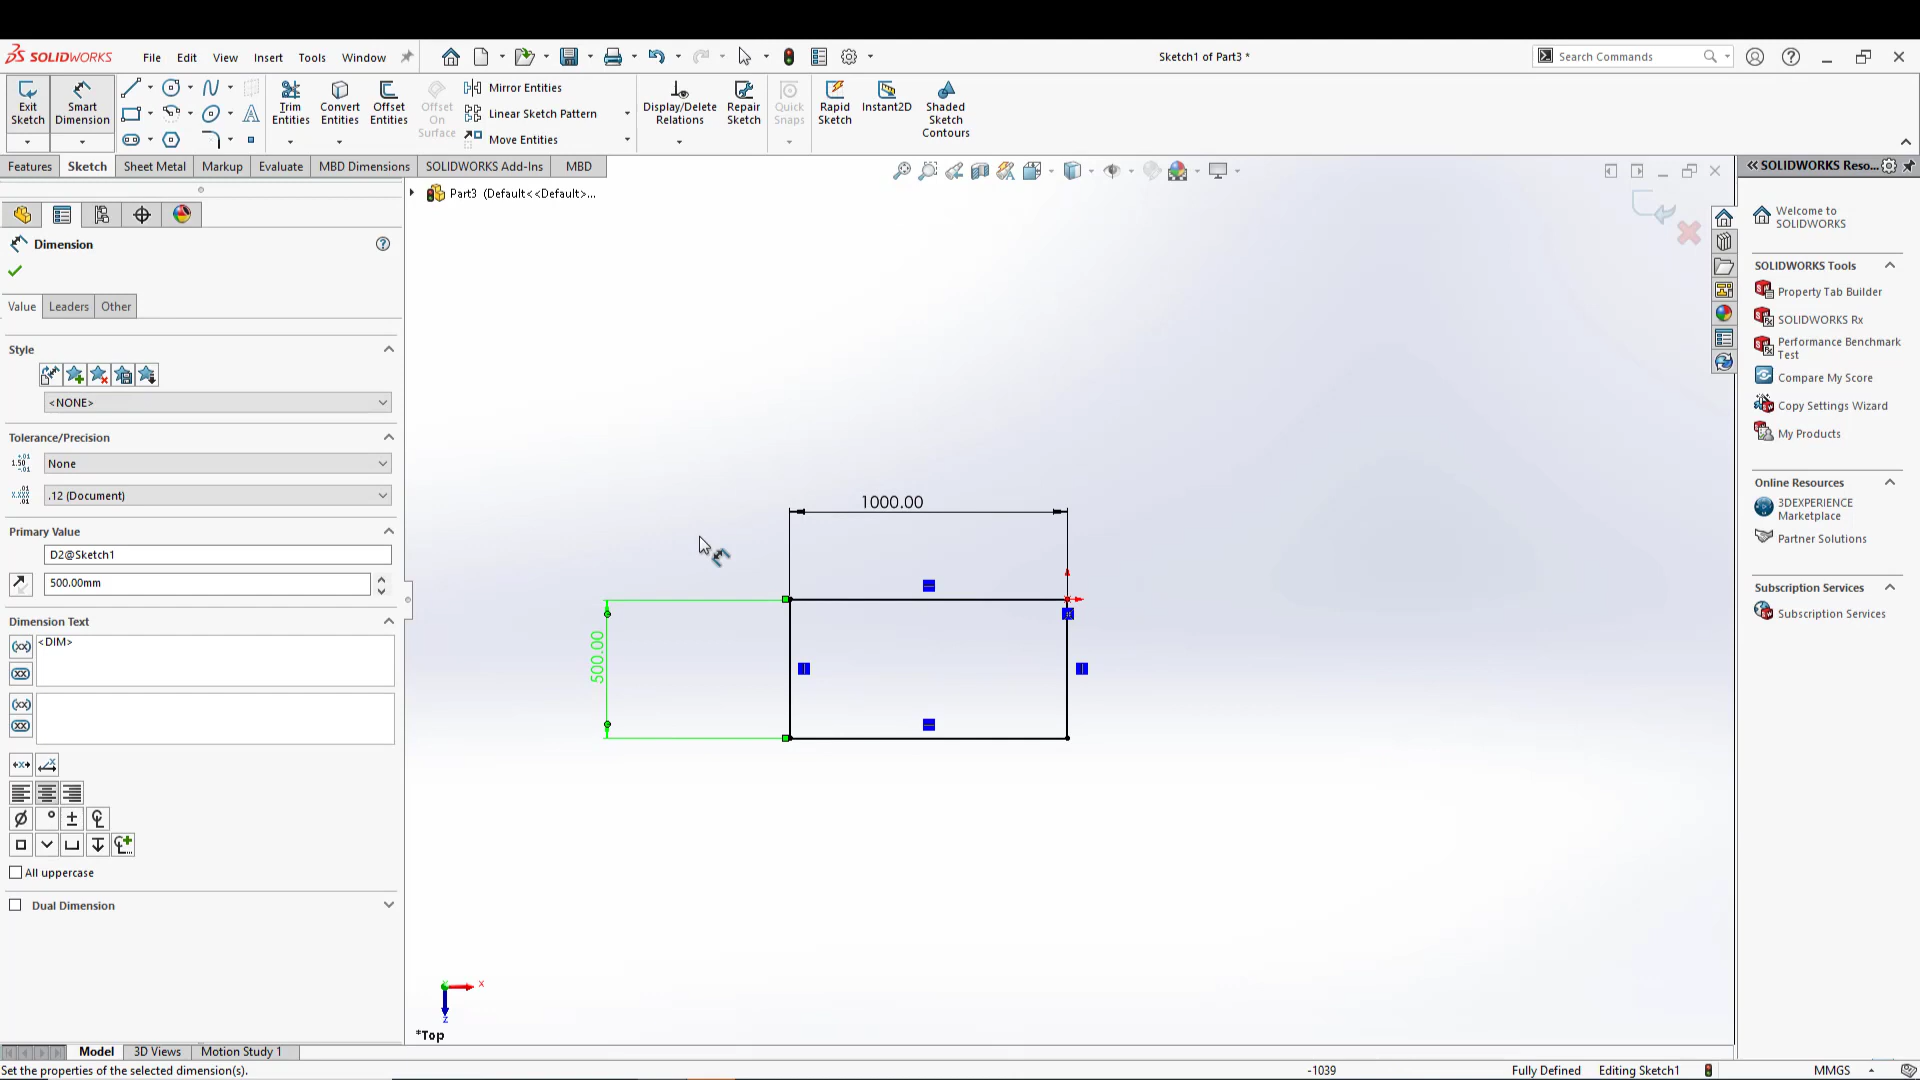 SOLIDWORKS
File Edit View Insert Tools Window
Sketch1 of Part3 *
Search Commands
Exit Sketch
Smart Dimension
Trim Entities
Convert Entities
Offset Entities
Offset On Surface
Mirror Entities
Linear Sketch Pattern
Move Entities
Display/Delete Relations
Repair Sketch
Quick Snaps
Rapid Sketch
Instant2D
Shaded Sketch Contours
Features Sketch Sheet Metal Markup Evaluate MBD Dimensions SOLIDWORKS Add-Ins MBD
Part3 (Default<<Default>...
Dimension
Value Leaders Other
Style
<NONE>
Tolerance/Precision
None
.12 (Document)
Primary Value
D2@Sketch1
500.00mm
Dimension Text
<DIM>
All uppercase
Dual Dimension
1000.00
500.00
x
z
*Top
SOLIDWORKS Reso...
Welcome to
SOLIDWORKS
SOLIDWORKS Tools
Property Tab Builder
SOLIDWORKS Rx
Performance Benchmark
Test
Compare My Score
Copy Settings Wizard
My Products
Online Resources
3DEXPERIENCE
Marketplace
Partner Solutions
Subscription Services
Subscription Services
Model 3D Views Motion Study 1
Set the properties of the selected dimension(s).
-1039
Fully Defined
Editing Sketch1
MMGS